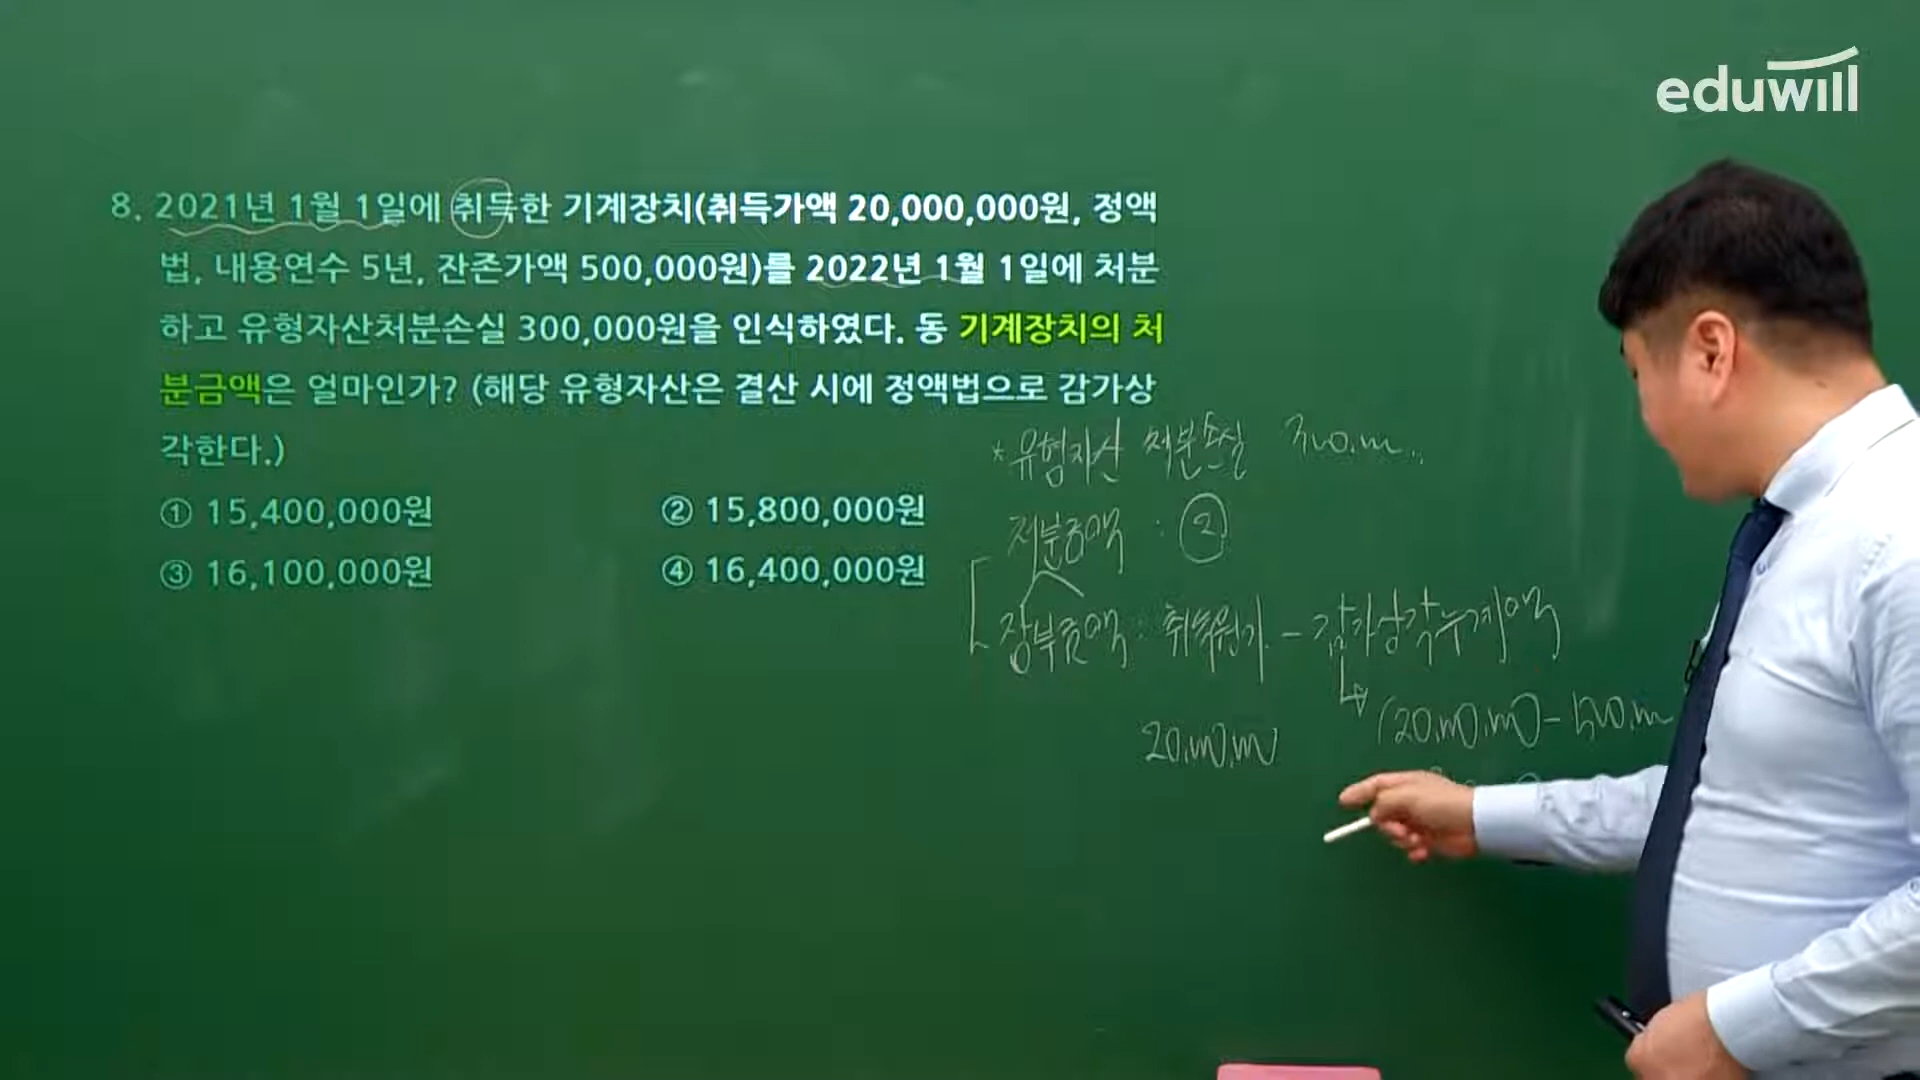 eduwill
8. 2021년 1월 1일에 취득한 기계장치(취득가액 20,000,000원, 정액
법, 내용연수 5년, 잔존가액 500,000원)를 2022년 1월 1일에 처분
하고 유형자산처분손실 300,000원을 인식하였다. 동 기계장치의 처
분금액은 얼마인가? (해당 유형자산은 결산 시에 정액법으로 감가상
각한다.)
① 15,400,000원 ② 15,800,000원
③ 16,100,000원 ④ 16,400,000원
* 유형자산 처분손실 300.m
처분금액 : ②
장부금액 : 취득원가 - 감가상각누계액
20.m.m (20.m.m) - 500.m